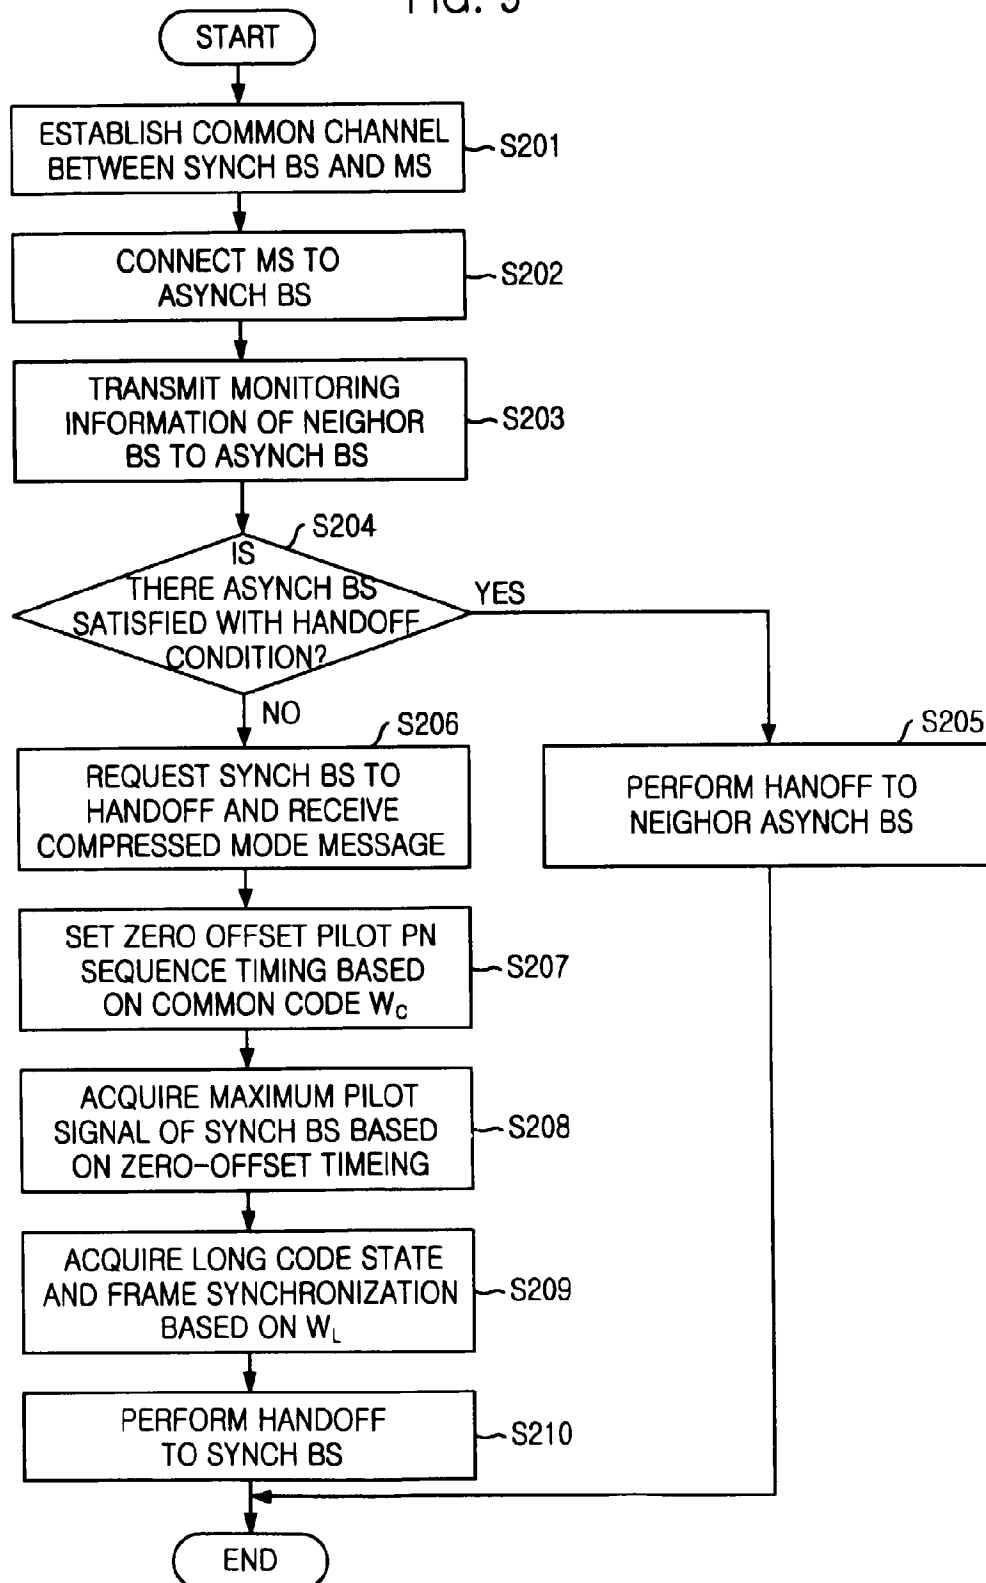 START
ESTABLISH COMMON CHANNEL
BETWEEN SYNCH BS AND MS
S201
CONNECT MS TO
ASYNCH BS
S202
TRANSMIT MONITORING
INFORMATION OF NEIGHOR
BS TO ASYNCH BS
S203
S204
IS
THERE ASYNCH BS
SATISFIED WITH HANDOFF
CONDITION?
YES
NO
S206
REQUEST SYNCH BS TO
HANDOFF AND RECEIVE
COMPRESSED MODE MESSAGE
S205
PERFORM HANOFF TO
NEIGHOR ASYNCH BS
SET ZERO OFFSET PILOT PN
SEQUENCE TIMING BASED
ON COMMON CODE WC
S207
ACQUIRE MAXIMUM PILOT
SIGNAL OF SYNCH BS BASED
ON ZERO-OFFSET TIMEING
S208
ACQUIRE LONG CODE STATE
AND FRAME SYNCHRONIZATION
BASED ON WL
S209
PERFORM HANDOFF
TO SYNCH BS
S210
END